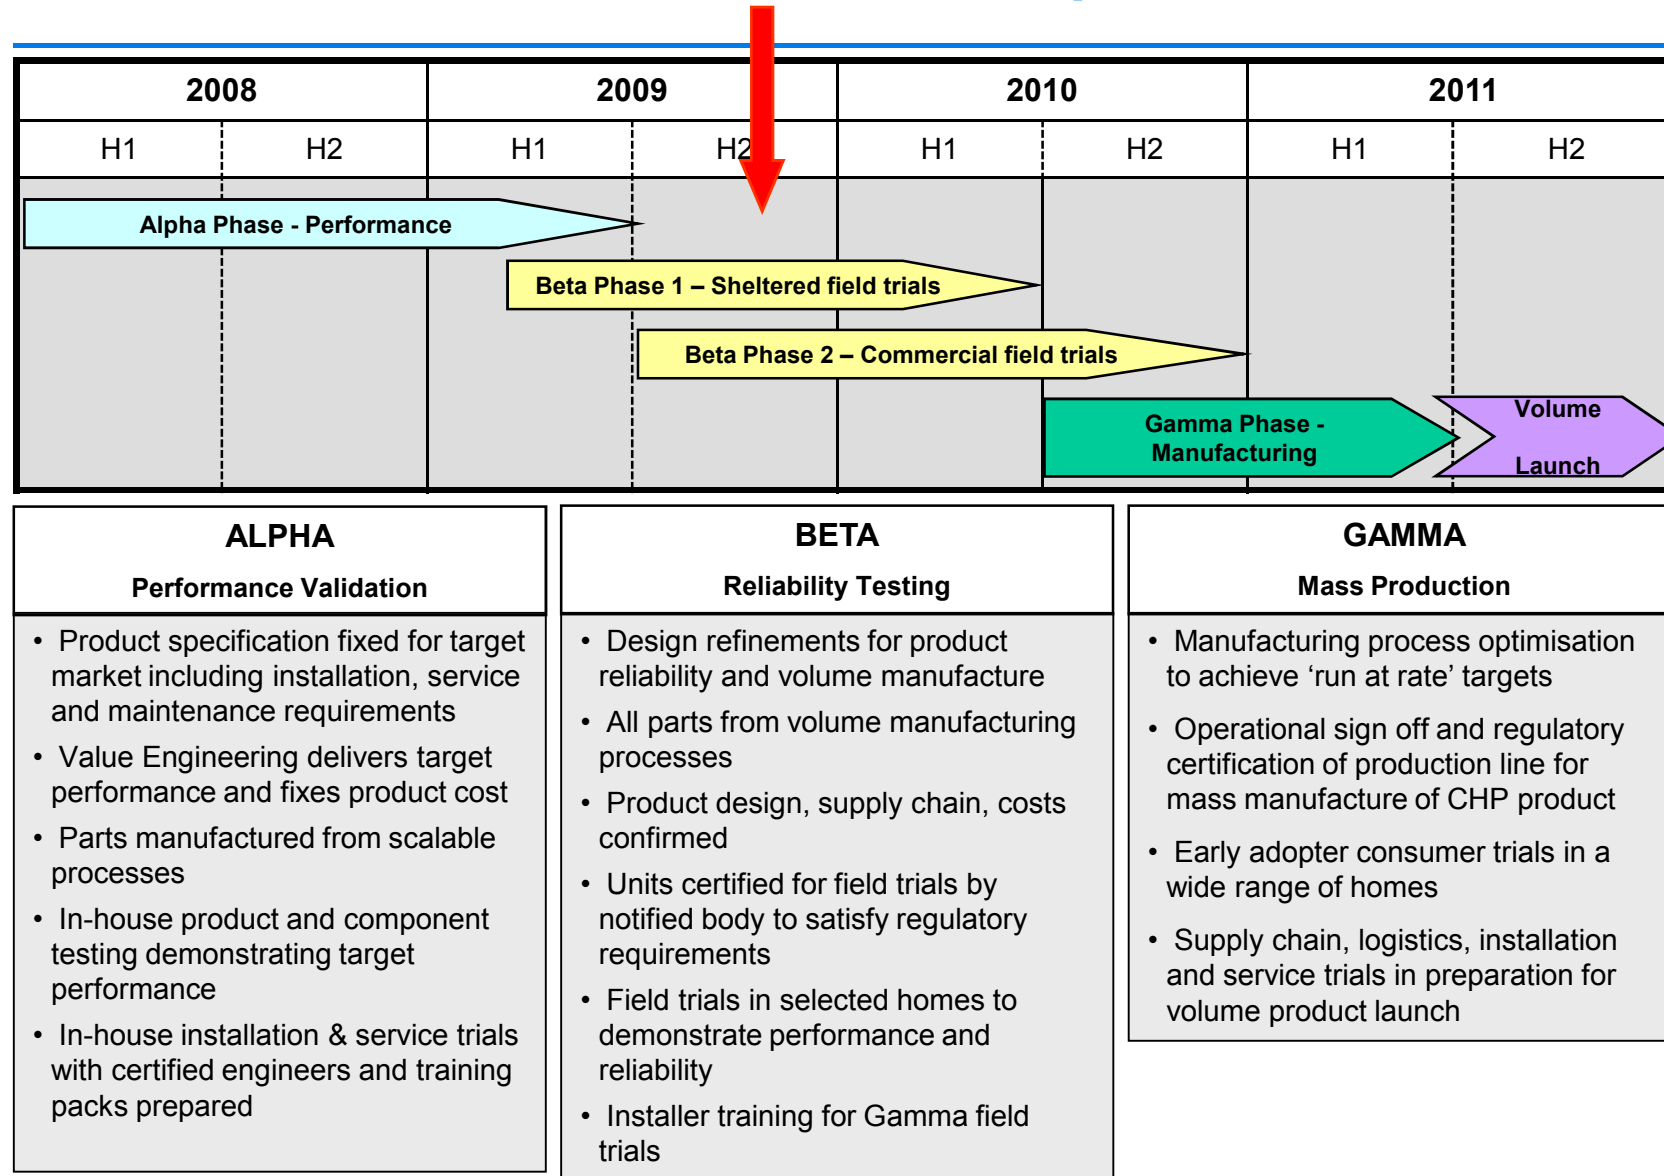 2008 2009 2010 2011
H1 H2 H1 H2 H1 H2 H1 H2
Alpha Phase - Performance
Beta Phase 1 – Sheltered field trials
Beta Phase 2 – Commercial field trials
Gamma Phase -
Manufacturing
Volume
Launch
ALPHA
Performance Validation
• Product specification fixed for target
market including installation, service
and maintenance requirements
• Value Engineering delivers target
performance and fixes product cost
• Parts manufactured from scalable
processes
• In-house product and component
testing demonstrating target
performance
• In-house installation & service trials
with certified engineers and training
packs prepared
BETA
Reliability Testing
• Design refinements for product
reliability and volume manufacture
• All parts from volume manufacturing
processes
• Product design, supply chain, costs
confirmed
• Units certified for field trials by
notified body to satisfy regulatory
requirements
• Field trials in selected homes to
demonstrate performance and
reliability
• Installer training for Gamma field
trials
GAMMA
Mass Production
• Manufacturing process optimisation
to achieve ‘run at rate’ targets
• Operational sign off and regulatory
certification of production line for
mass manufacture of CHP product
• Early adopter consumer trials in a
wide range of homes
• Supply chain, logistics, installation
and service trials in preparation for
volume product launch